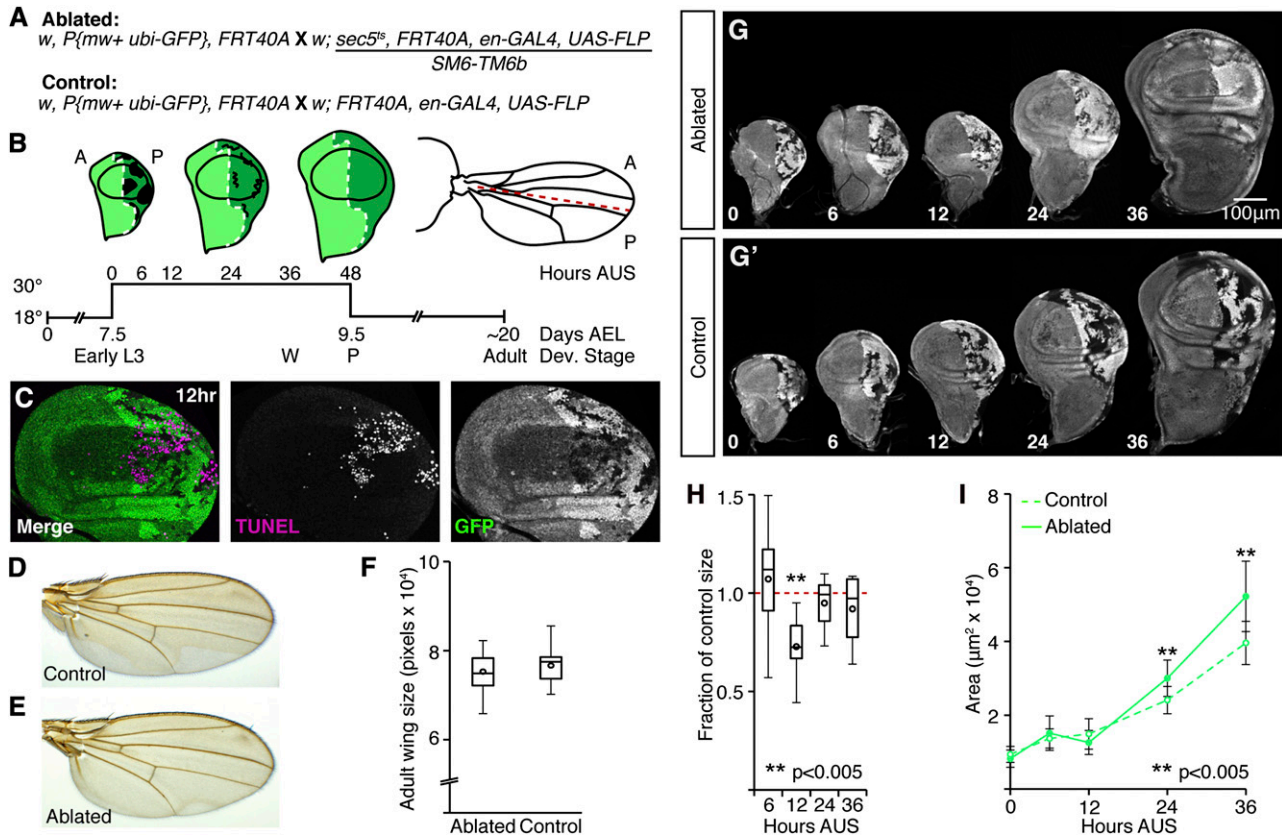 A Ablated:
w, P{mw+ ubi-GFP}, FRT40A X w; sec5ts, FRT40A, en-GAL4, UAS-FLP
SM6-TM6b
Control:
w, P{mw+ ubi-GFP}, FRT40A X w; FRT40A, en-GAL4, UAS-FLP
B
A P
A
P
0 6 12 24 36 48 Hours AUS
30°
18°
0 7.5 9.5 ~20 Days AEL
Early L3 W P Adult Dev. Stage
C 12hr
Merge TUNEL GFP
D
Control
E
Ablated
F
Adult wing size (pixels x 10⁴)
10
8
6
Ablated Control
G
Ablated
0 6 12 24 36
100μm
G'
Control
0 6 12 24 36
H
Fraction of control size
1.5
1.0
0.5
**
** p<0.005
6 12 24 36
Hours AUS
I
Area (μm² x 10⁴)
8
6
4
2
Control
Ablated
**
**
** p<0.005
0 12 24 36
Hours AUS